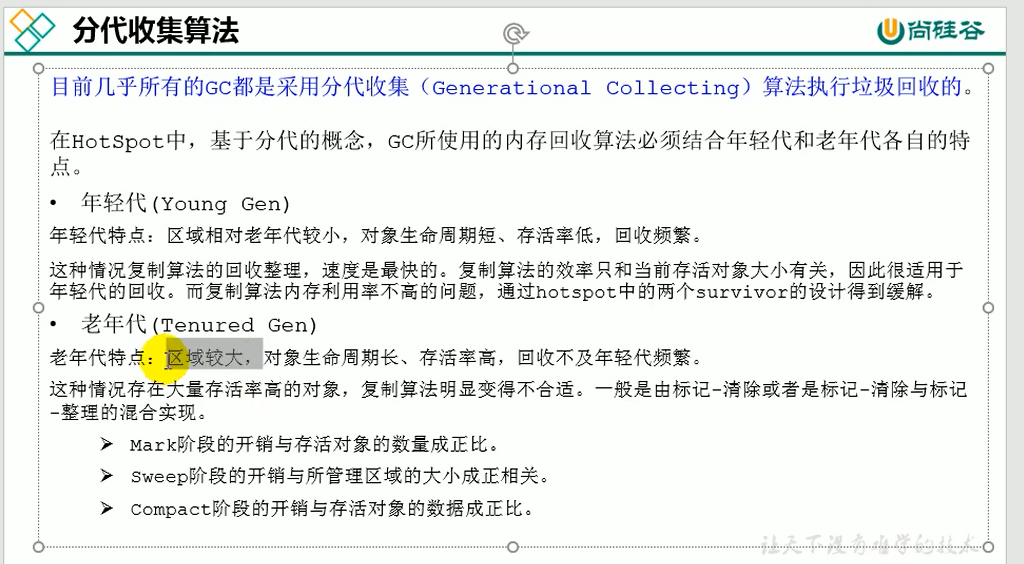 分代收集算法
尚硅谷
目前几乎所有的GC都是采用分代收集（Generational Collecting）算法执行垃圾回收的。
在HotSpot中，基于分代的概念，GC所使用的内存回收算法必须结合年轻代和老年代各自的特
点。
• 年轻代(Young Gen)
年轻代特点：区域相对老年代较小，对象生命周期短、存活率低，回收频繁。
这种情况复制算法的回收整理，速度是最快的。复制算法的效率只和当前存活对象大小有关，因此很适用于
年轻代的回收。而复制算法内存利用率不高的问题，通过hotspot中的两个survivor的设计得到缓解。
• 老年代(Tenured Gen)
老年代特点：区域较大，对象生命周期长、存活率高，回收不及年轻代频繁。
这种情况存在大量存活率高的对象，复制算法明显变得不合适。一般是由标记-清除或者是标记-清除与标记
-整理的混合实现。
➢ Mark阶段的开销与存活对象的数量成正比。
➢ Sweep阶段的开销与所管理区域的大小成正相关。
➢ Compact阶段的开销与存活对象的数据成正比。
让天下没有难学的技术